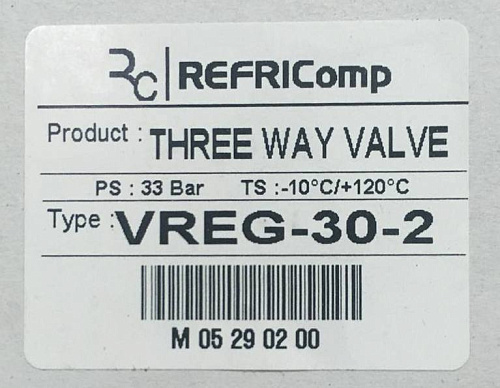 RC | REFRIComp
Product : THREE WAY VALVE
PS : 33 Bar TS :-10°C/+120°C
Type : VREG-30-2
M 05 29 02 00